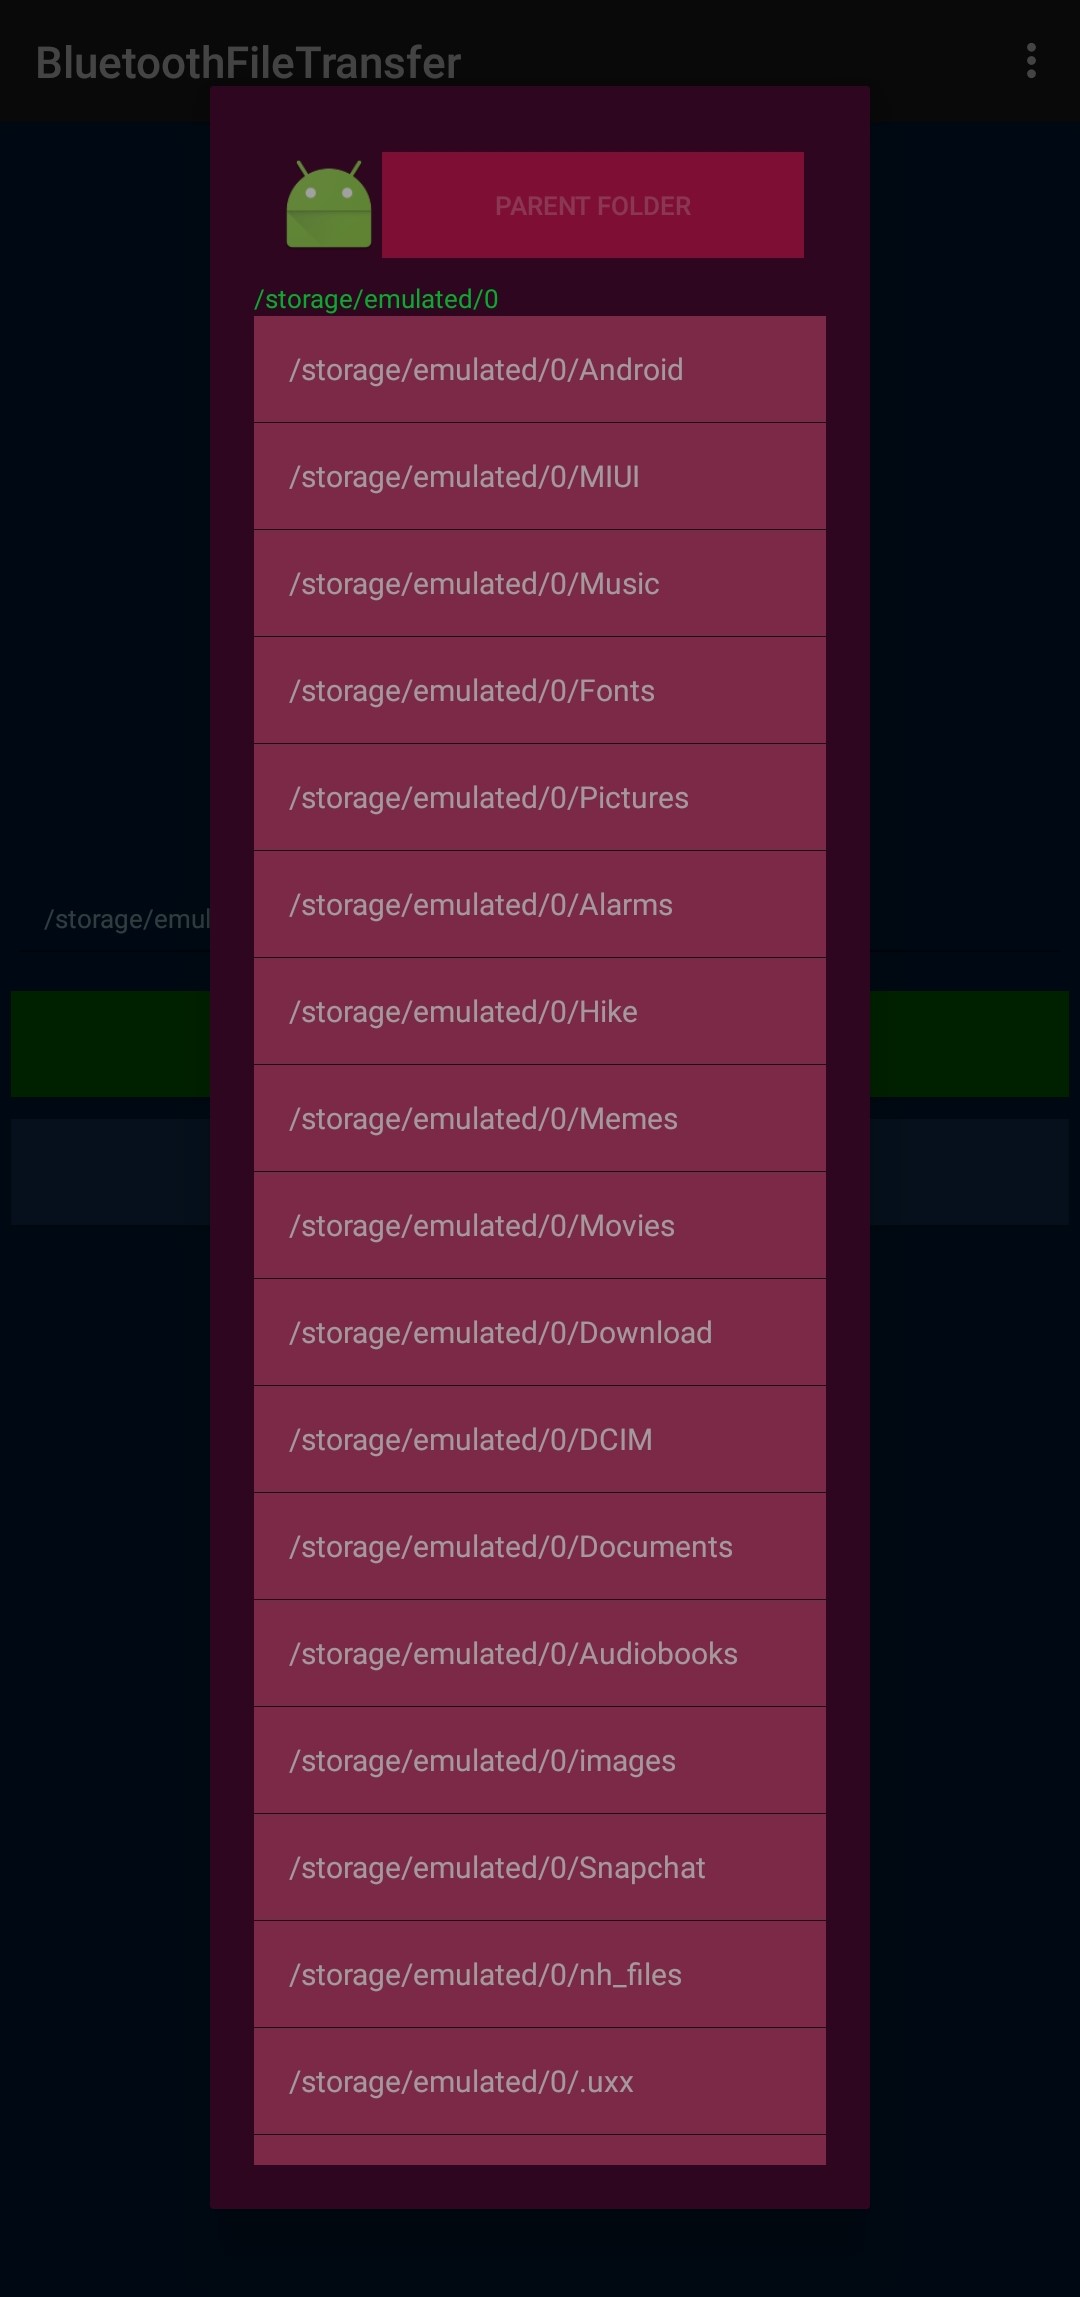 BluetoothFileTransfer
PARENT FOLDER
/storage/emulated/0
/storage/emulated/0/Android
/storage/emulated/0/MIUI
/storage/emulated/0/Music
/storage/emulated/0/Fonts
/storage/emulated/0/Pictures
/storage/emulated/0/Alarms
/storage/emul
/storage/emulated/0/Hike
/storage/emulated/0/Memes
/storage/emulated/0/Movies
/storage/emulated/0/Download
/storage/emulated/0/DCIM
/storage/emulated/0/Documents
/storage/emulated/0/Audiobooks
/storage/emulated/0/images
/storage/emulated/0/Snapchat
/storage/emulated/0/nh_files
/storage/emulated/0/.uxx